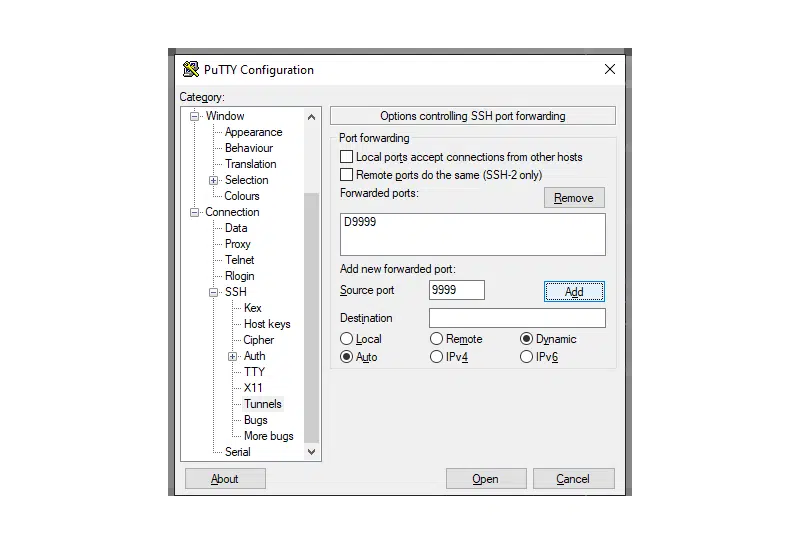 PuTTY Configuration
Category:
Window
Appearance
Behaviour
Translation
Selection
Colours
Connection
Data
Proxy
Telnet
Rlogin
SSH
Kex
Host keys
Cipher
Auth
TTY
X11
Tunnels
Bugs
More bugs
Serial
Options controlling SSH port forwarding
Port forwarding
Local ports accept connections from other hosts
Remote ports do the same (SSH-2 only)
Forwarded ports:
Remove
D9999
Add new forwarded port:
Source port 9999 Add
Destination
Local Remote Dynamic
Auto IPv4 IPv6
About Open Cancel